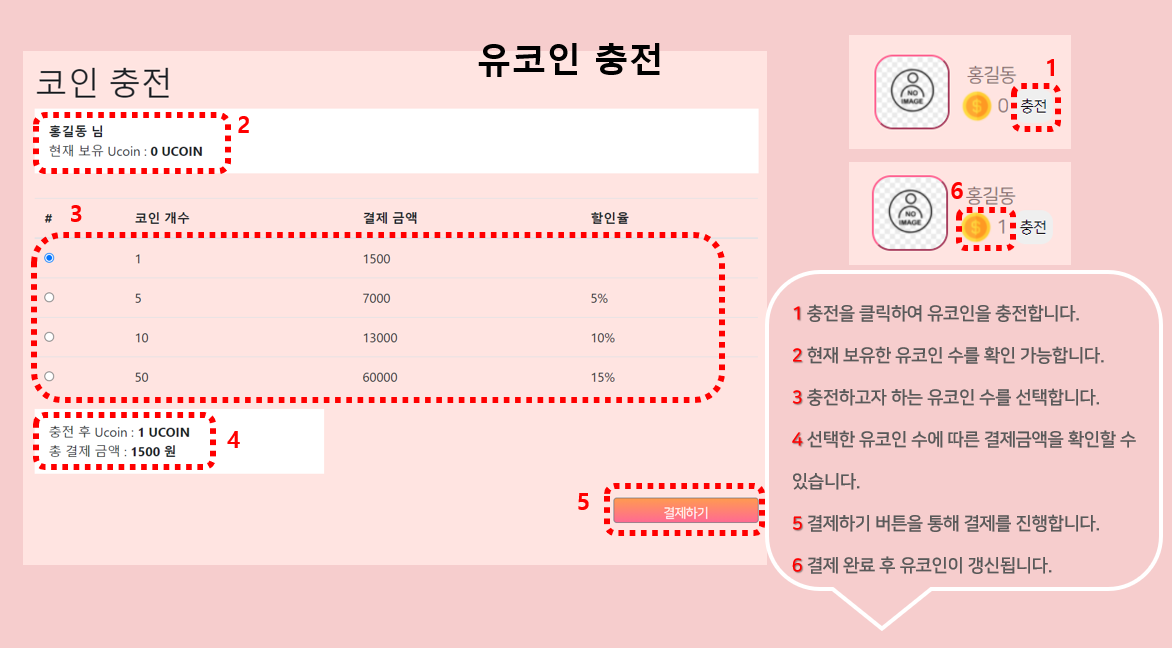 유코인 충전
코인 충전
홍길동 님
현재 보유 Ucoin : 0 UCOIN
2
# 3 코인 개수 결제 금액 할인율
1 1500
5 7000 5%
10 13000 10%
50 60000 15%
충전 후 Ucoin : 1 UCOIN
총 결제 금액 : 1500 원
4
5
결제하기
NO
IMAGE
홍길동
1
0 충전
NO
IMAGE
6
홍길동
1 충전
1 충전을 클릭하여 유코인을 충전합니다.
2 현재 보유한 유코인 수를 확인 가능합니다.
3 충전하고자 하는 유코인 수를 선택합니다.
4 선택한 유코인 수에 따른 결제금액을 확인할 수
있습니다.
5 결제하기 버튼을 통해 결제를 진행합니다.
6 결제 완료 후 유코인이 갱신됩니다.